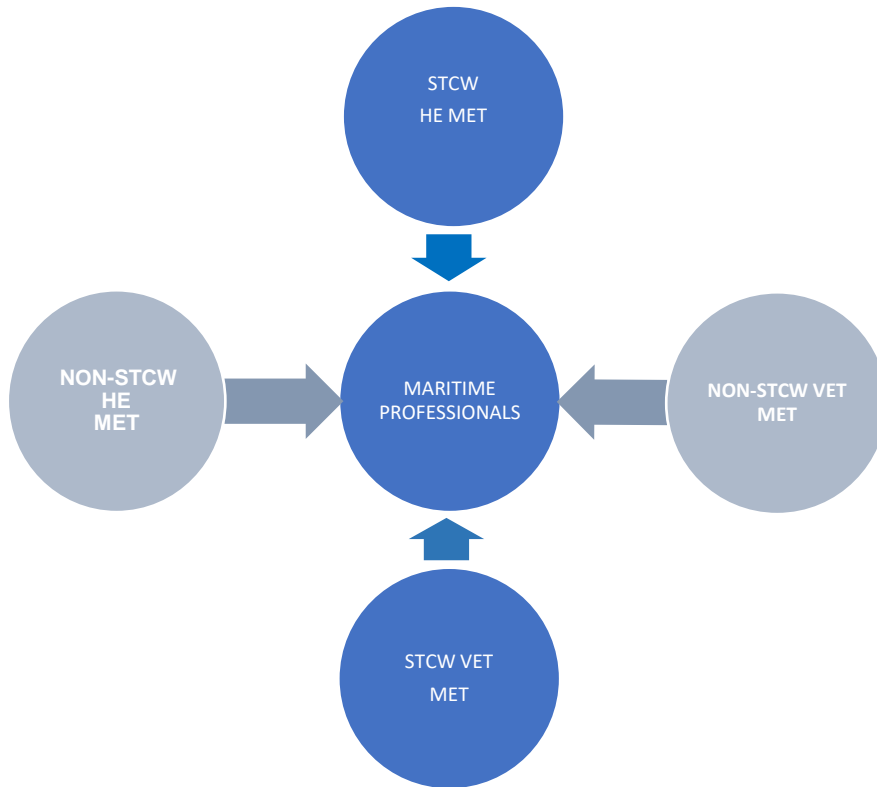 STCW
HE MET
NON-STCW
HE
MET
MARITIME
PROFESSIONALS
NON-STCW VET
MET
STCW VET
MET